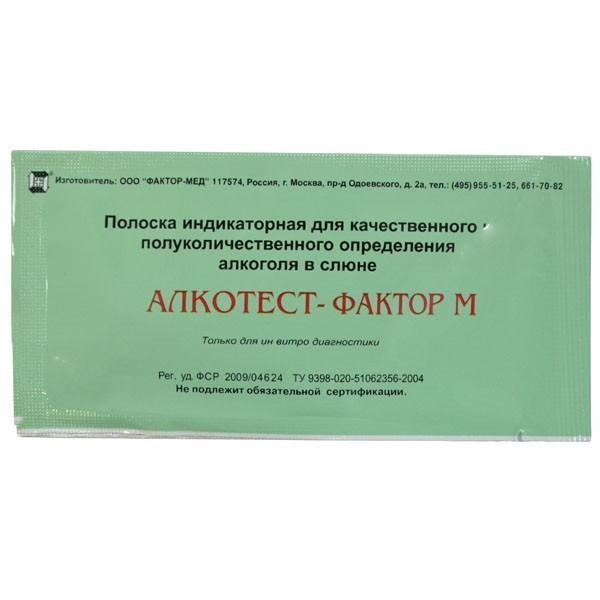 Изготовитель: ООО "ФАКТОР-МЕД" 117574, Россия, г. Москва, пр-д Одоевского, д. 2а, тел.: (495) 955-51-25, 661-70-82
Полоска индикаторная для качественного
полуколичественного определения
алкоголя в слюне
АЛКОТЕСТ- ФАКТОР М
Только для ин витро диагностики
Рег. уд. ФСР 2009/04624 ТУ 9398-020-51062356-2004
Не подлежит обязательной сертификации.